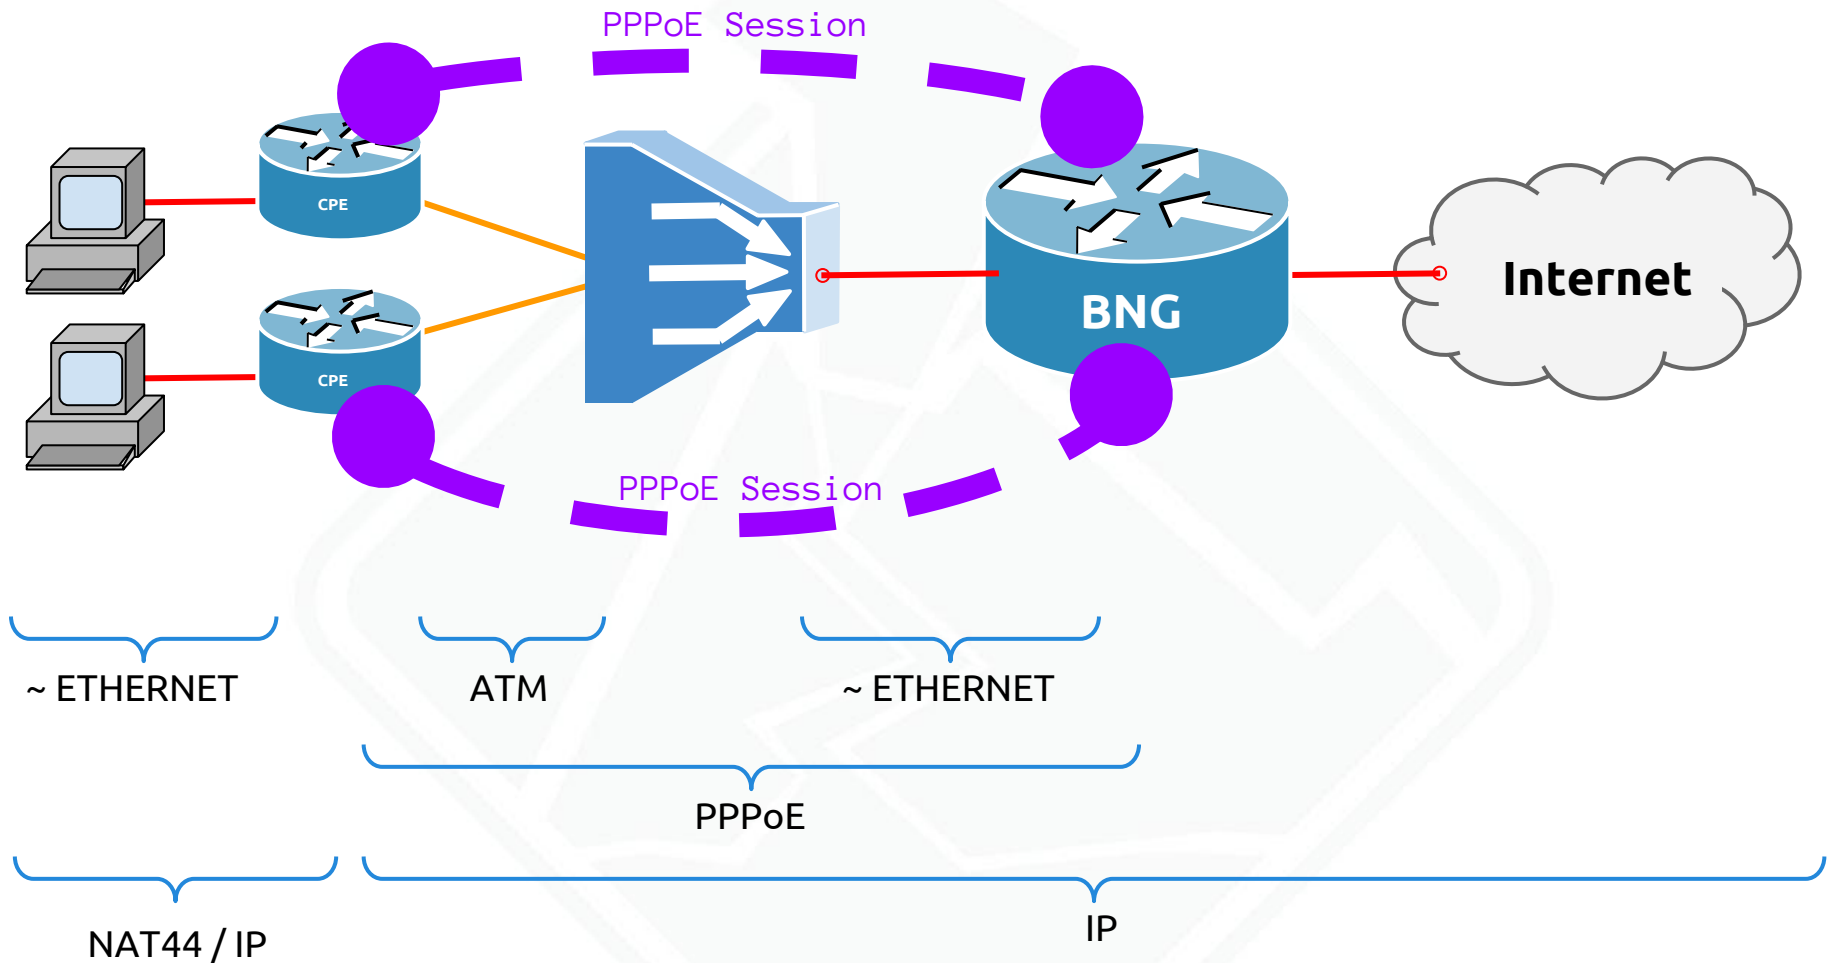 PPPoE Session
CPE
BNG
Internet
CPE
PPPoE Session
~ ETHERNET
ATM
~ ETHERNET
PPPoE
NAT44 / IP
IP